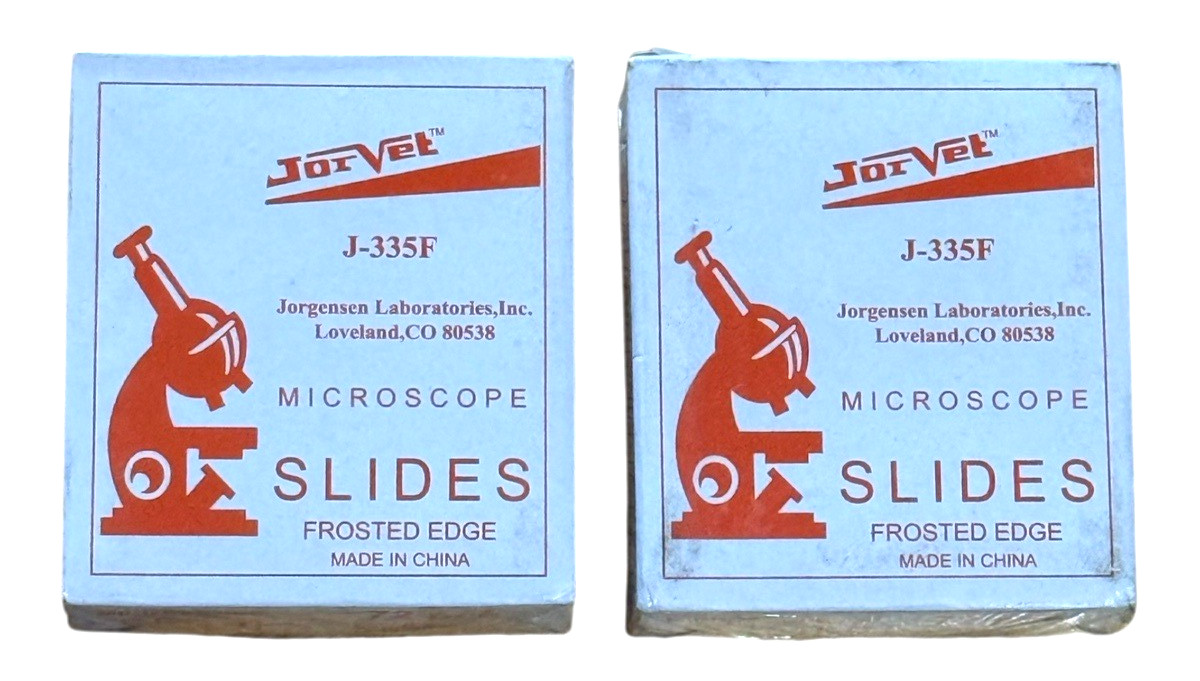 JorVet™
J-335F
Jorgensen Laboratories,Inc.
Loveland,CO 80538
MICROSCOPE
SLIDES
FROSTED EDGE
MADE IN CHINA
JorVet™
J-335F
Jorgensen Laboratories,Inc.
Loveland,CO 80538
MICROSCOPE
SLIDES
FROSTED EDGE
MADE IN CHINA